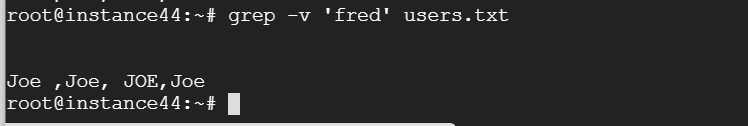 root@instance44:~# grep -v 'fred' users.txt
Joe ,Joe, JOE,Joe
root@instance44:~#